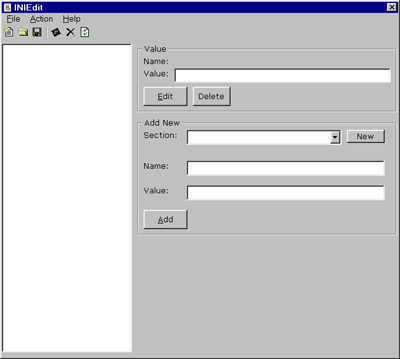 INIEdit
File Action Help
Value
Name:
Value:
Edit Delete
Add New
Section: New
Name:
Value:
Add